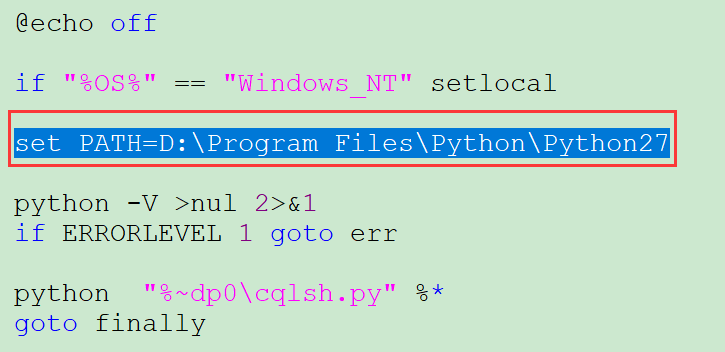 @echo off
if "%OS%" == "Windows_NT" setlocal
set PATH=D:\Program Files\Python\Python27
python -V >nul 2>&1
if ERRORLEVEL 1 goto err
python  "%~dp0\cqlsh.py" %*
goto finally